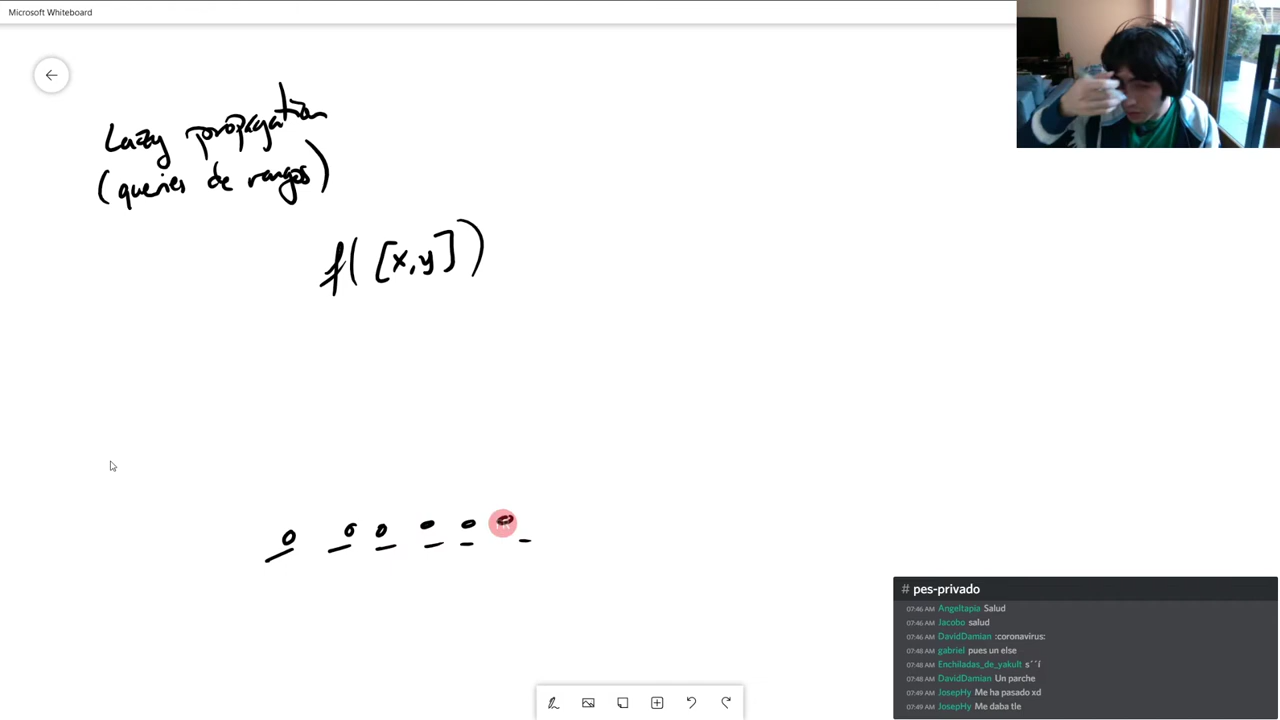 Microsoft Whiteboard
Lazy propagation
(queries de rangos)
f([x,y])
0 0 0 0 0 0
# pes-privado
07:46 AM Angeltapia Salud
07:46 AM Jacobo salud
07:46 AM DavidDamian :coronavirus:
07:48 AM gabriel pues un else
07:48 AM Enchiladas_de_yakult s´´í
07:48 AM DavidDamian Un parche
07:49 AM JosepHy Me ha pasado xd
07:49 AM JosepHy Me daba tle